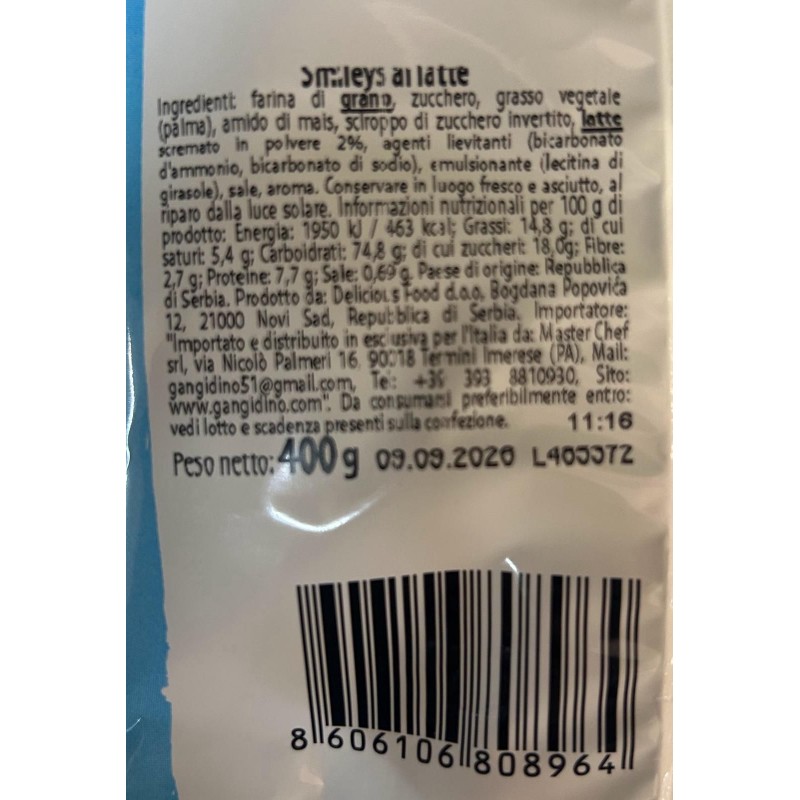 Smileys al latte
Ingredienti: farina di grano, zucchero, grasso vegetale
(palma), amido di mais, sciroppo di zucchero invertito, latte
scremato in polvere 2%, agenti lievitanti (bicarbonato
d'ammonio, bicarbonato di sodio), emulsionante (lecitina di
girasole), sale, aroma. Conservare in luogo fresco e asciutto, al
riparo dalla luce solare. Informazioni nutrizionali per 100 g di
prodotto: Energia: 1950 kJ / 463 kcal; Grassi: 14,8 g; di cui
saturi: 5,4 g; Carboidrati: 74,8 g; di cui zuccheri: 18,0g; Fibre:
2,7 g; Proteine: 7,7 g; Sale: 0,69 g. Paese di origine: Repubblica
di Serbia. Prodotto da: Delicious Food d.o.o. Bogdana Popovića
12, 21000 Novi Sad, Repubblica di Serbia. Importatore:
"Importato e distribuito in esclusiva per l'Italia da: Master Chef
srl, via Nicolò Palmeri 16, 90018 Termini Imerese (PA), Mail:
gangidino51@gmail.com, Tel: +39 393 8810930, Sito:
www.gangidino.com". Da consumarsi preferibilmente entro:
vedi lotto e scadenza presenti sulla confezione. 11:16
Peso netto: 400 g 09.09.2026
8 606106 808964